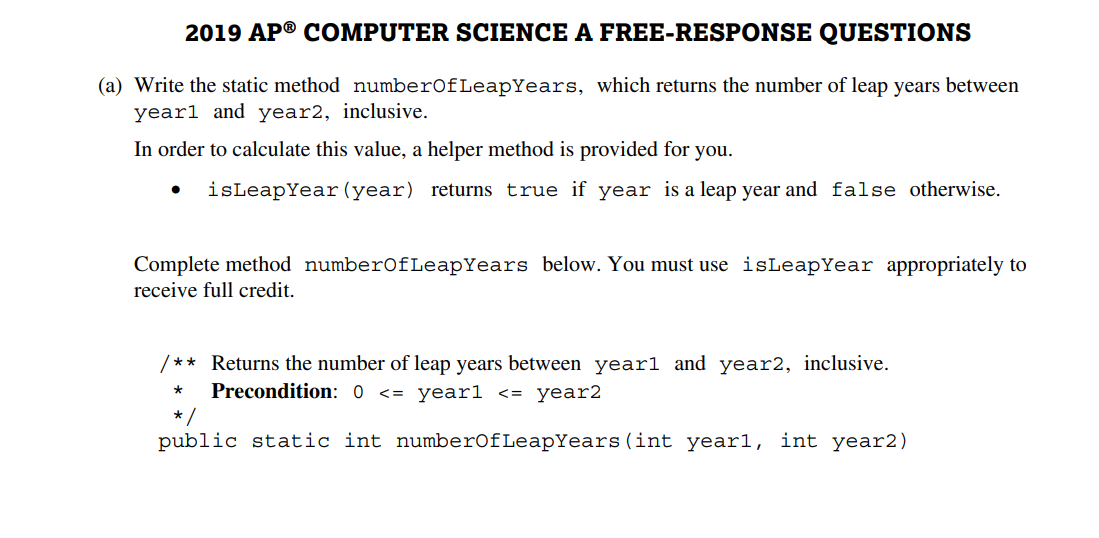 2019 AP® COMPUTER SCIENCE A FREE-RESPONSE QUESTIONS
(a) Write the static method numberOfLeapYears, which returns the number of leap years between
year1 and year2, inclusive.
In order to calculate this value, a helper method is provided for you.
• isLeapYear(year) returns true if year is a leap year and false otherwise.
Complete method numberOfLeapYears below. You must use isLeapYear appropriately to
receive full credit.
/** Returns the number of leap years between year1 and year2, inclusive.
* Precondition: 0 <= year1 <= year2
*/
public static int numberOfLeapYears(int year1, int year2)